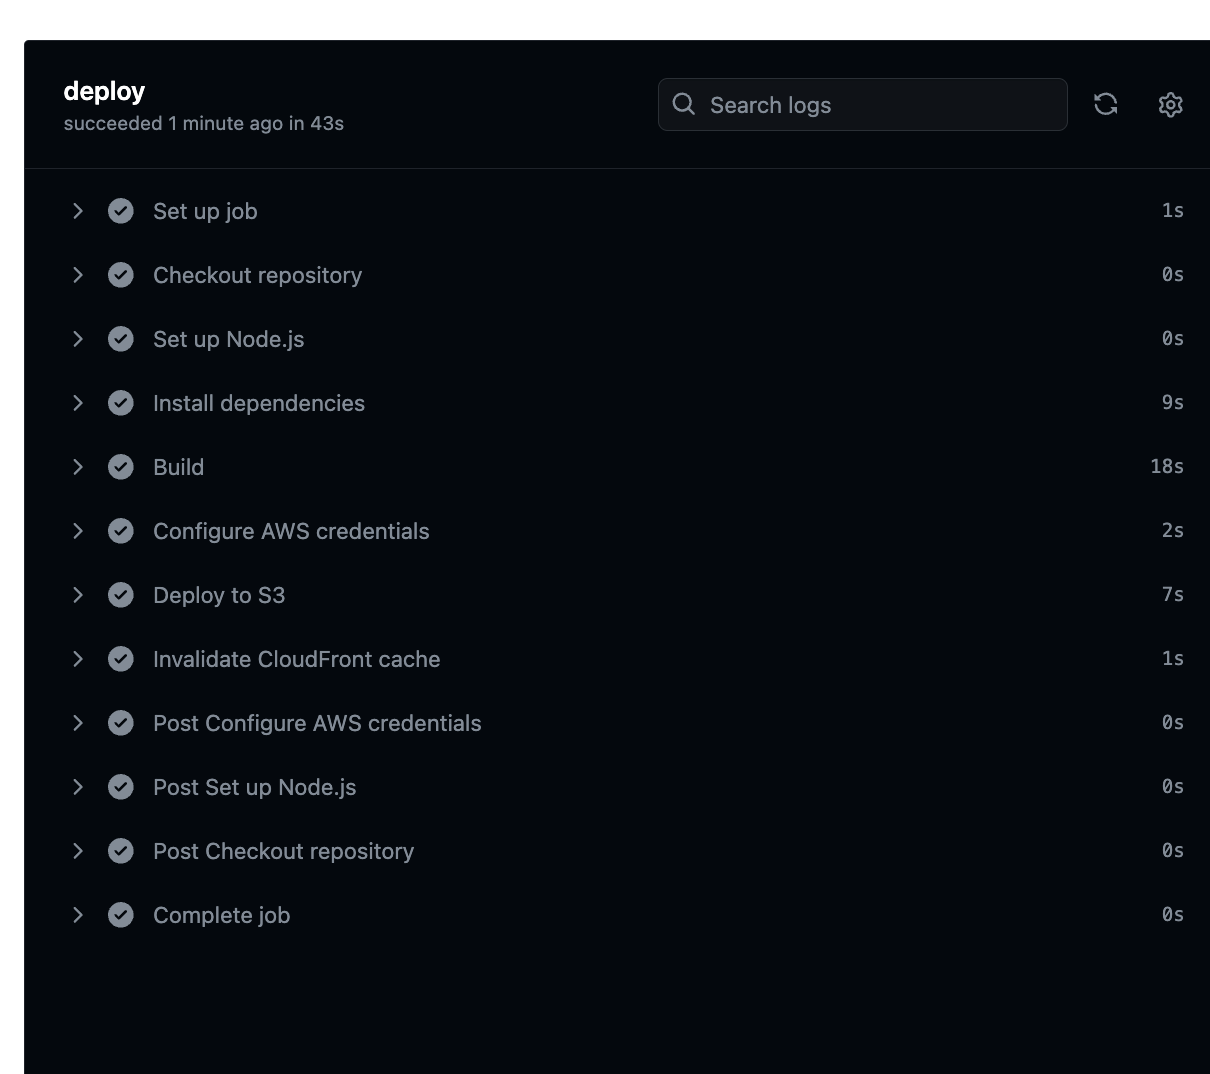 deploy
succeeded 1 minute ago in 43s
Search logs
Set up job 1s
Checkout repository 0s
Set up Node.js 0s
Install dependencies 9s
Build 18s
Configure AWS credentials 2s
Deploy to S3 7s
Invalidate CloudFront cache 1s
Post Configure AWS credentials 0s
Post Set up Node.js 0s
Post Checkout repository 0s
Complete job 0s